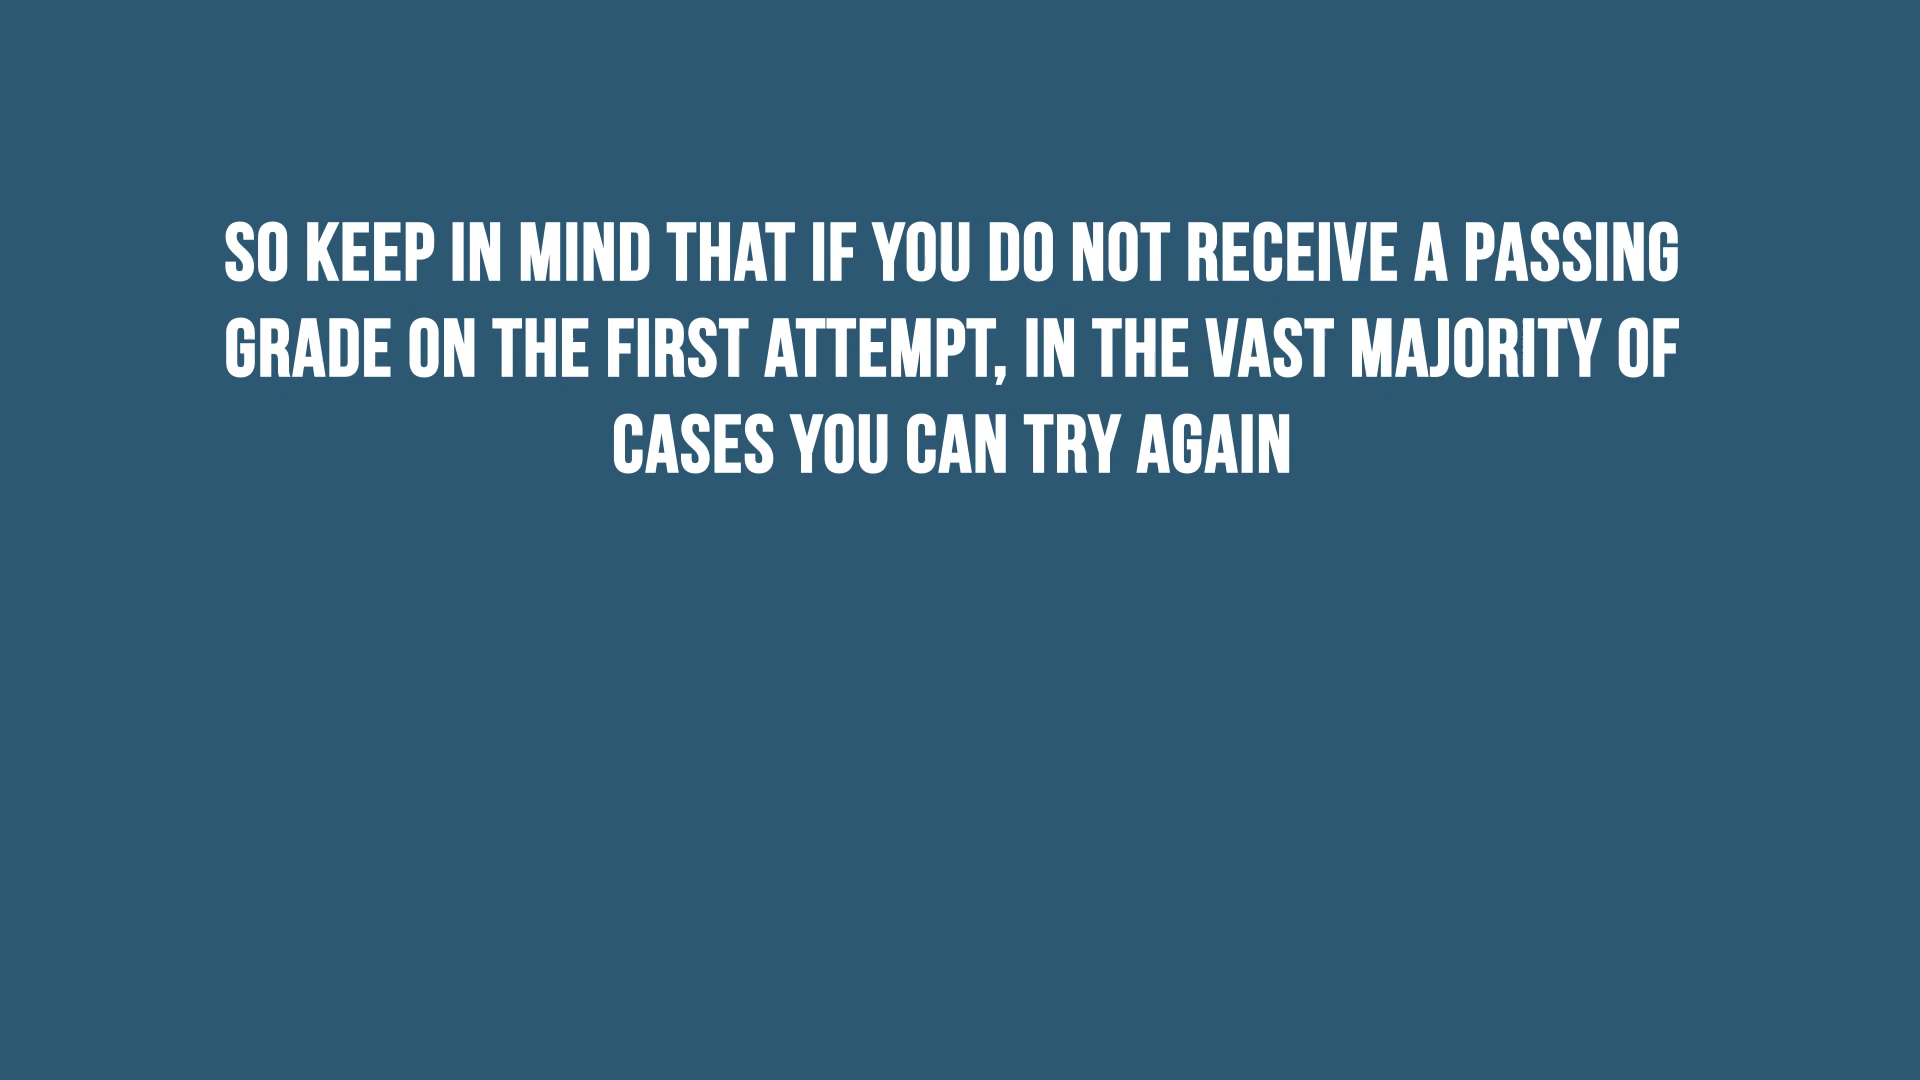 SO KEEP IN MIND THAT IF YOU DO NOT RECEIVE A PASSING
GRADE ON THE FIRST ATTEMPT, IN THE VAST MAJORITY OF
CASES YOU CAN TRY AGAIN